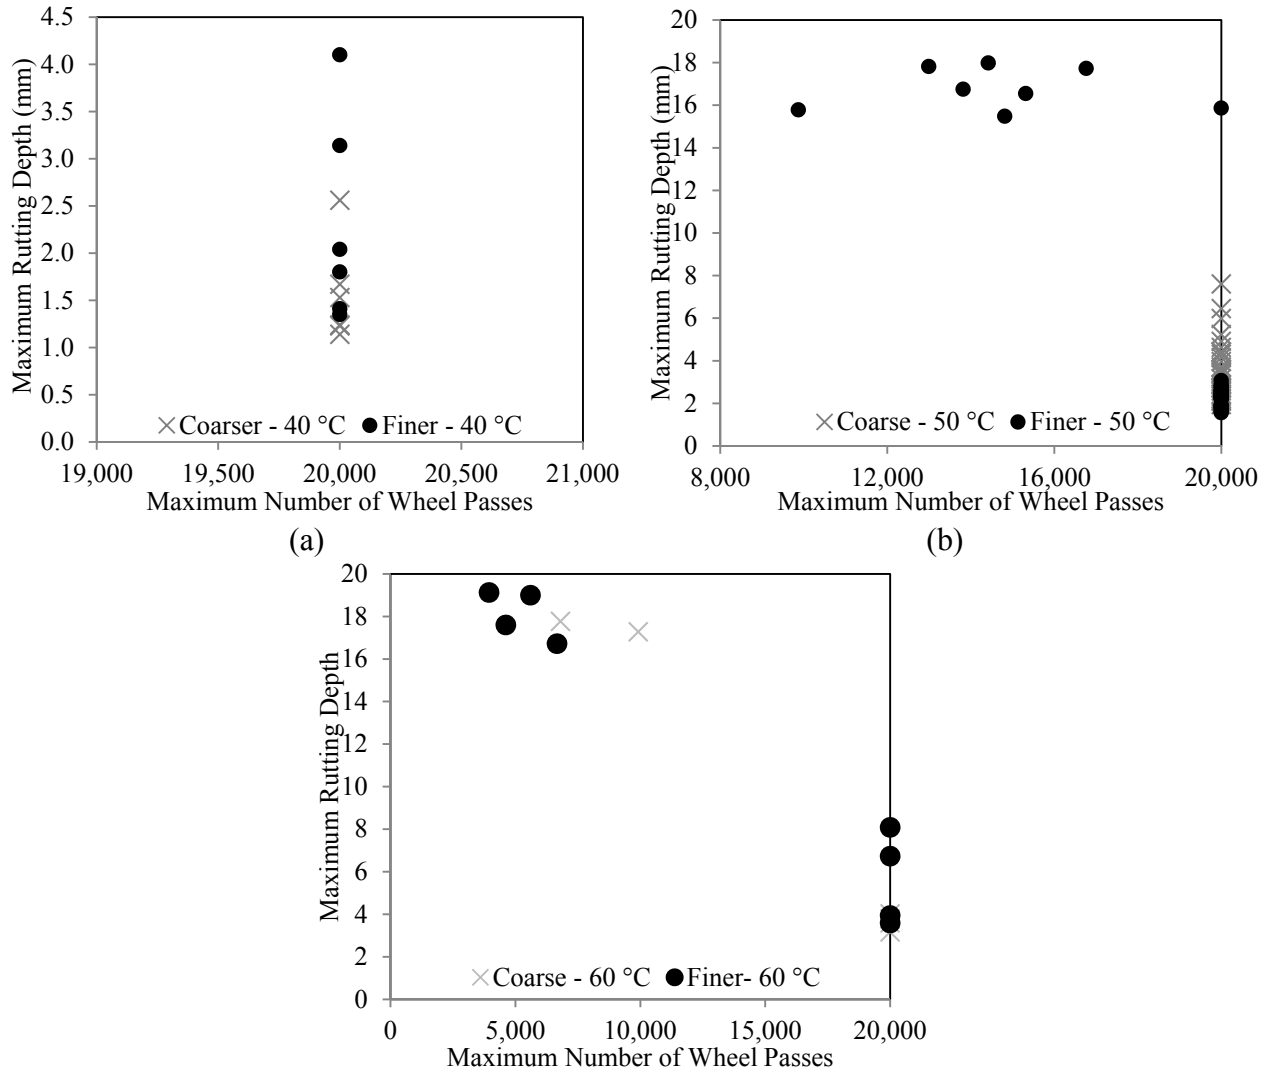 4.5
4.0
3.5
3.0
2.5
2.0
1.5
1.0
0.5
0.0
Maximum Rutting Depth (mm)
Coarser - 40 °C Finer - 40 °C
19,000 19,500 20,000 20,500 21,000
Maximum Number of Wheel Passes
(a)
20
18
16
14
12
10
8
6
4
2
0
Maximum Rutting Depth (mm)
Coarse - 50 °C Finer - 50 °C
8,000 12,000 16,000 20,000
Maximum Number of Wheel Passes
(b)
20
18
16
14
12
10
8
6
4
2
0
Maximum Rutting Depth
Coarse - 60 °C Finer- 60 °C
0 5,000 10,000 15,000 20,000
Maximum Number of Wheel Passes